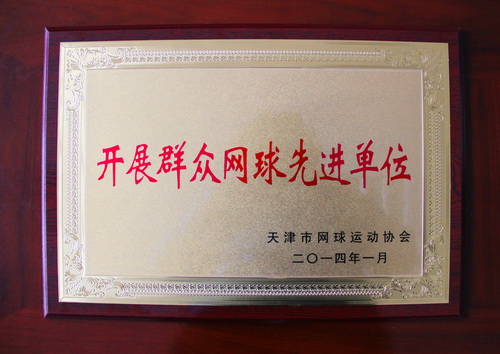 开展群众网球先进单位
天津市网球运动协会
二〇一四年一月